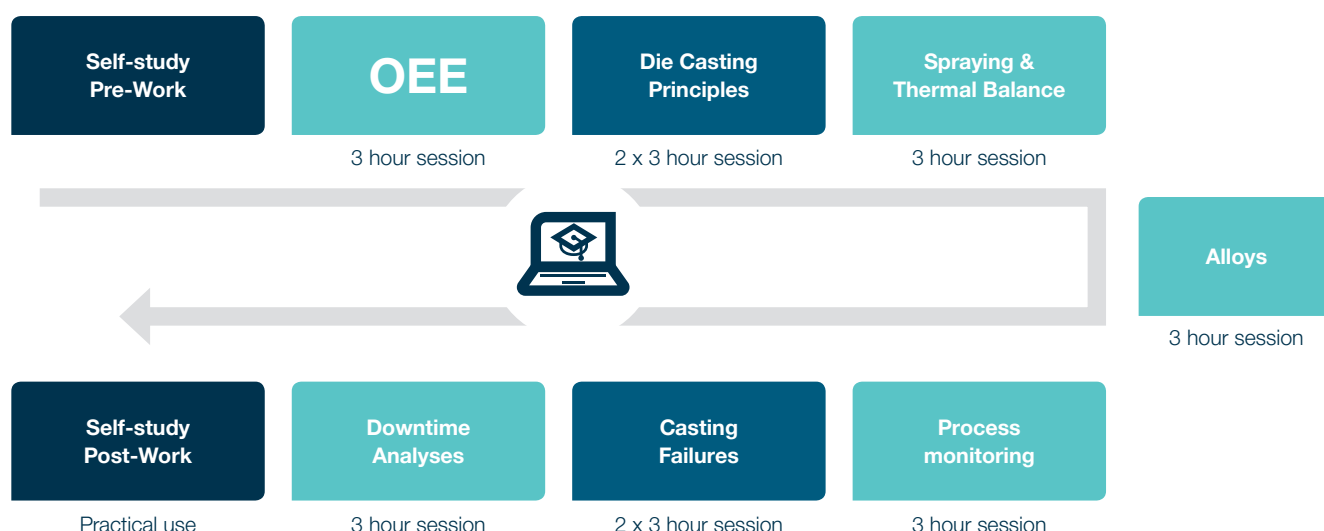 Self-study
Pre-Work
OEE
3 hour session
Die Casting
Principles
2 x 3 hour session
Spraying &
Thermal Balance
3 hour session
Alloys
3 hour session
Self-study
Post-Work
Practical use
Downtime
Analyses
3 hour session
Casting
Failures
2 x 3 hour session
Process
monitoring
3 hour session